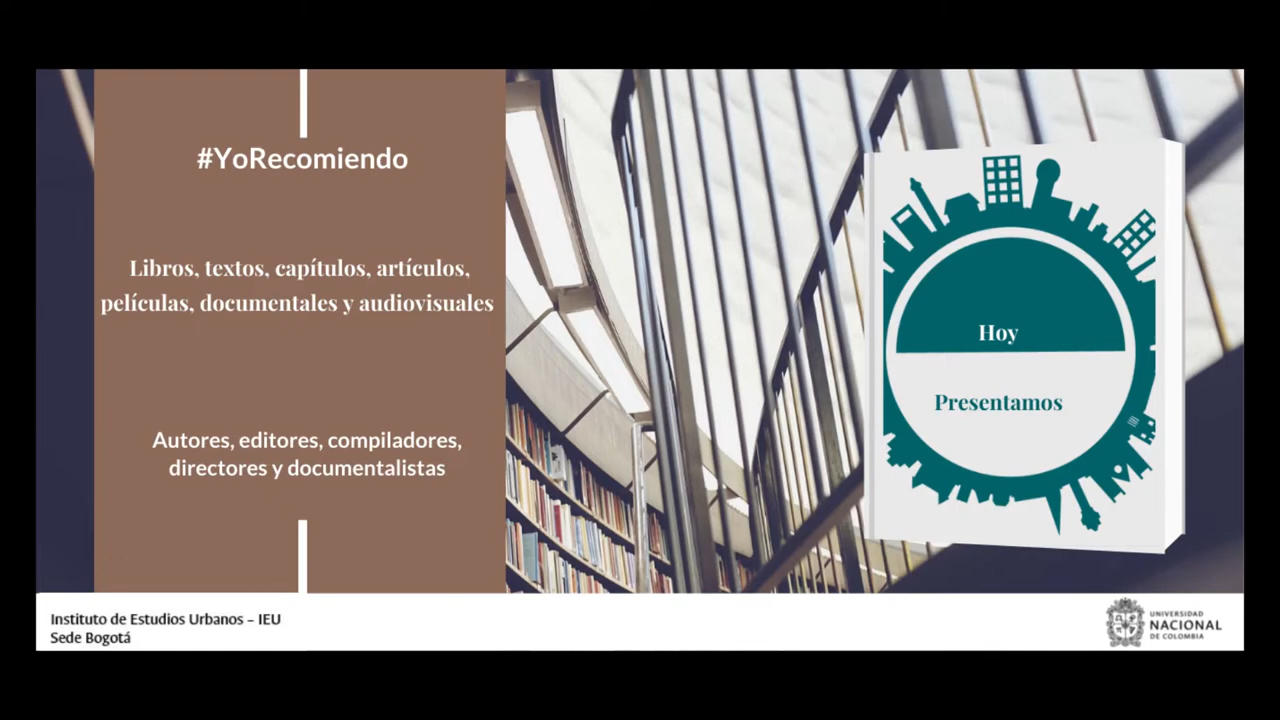 #YoRecomiendo
Libros, textos, capítulos, artículos,
películas, documentales y audiovisuales
Autores, editores, compiladores,
directores y documentalistas
Hoy
Presentamos
Instituto de Estudios Urbanos – IEU
Sede Bogotá
UNIVERSIDAD
NACIONAL
DE COLOMBIA